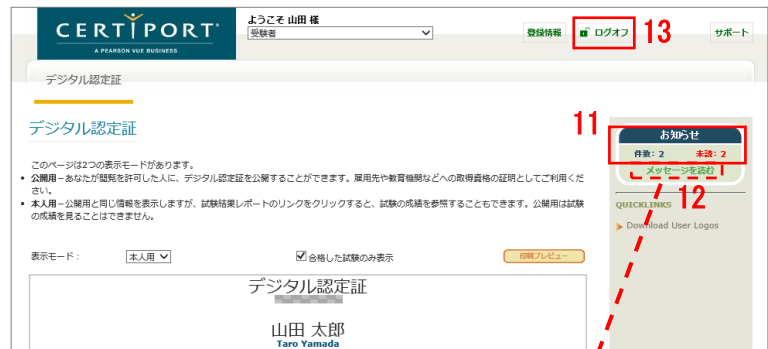 CERTIPORT
A PEARSON VUE BUSINESS
ようこそ 山田 様
受験者
登録情報
ログオフ
13
サポート
デジタル認定証
デジタル認定証
11
お知らせ
件数: 2 未読: 2
メッセージを読む
12
このページは2つの表示モードがあります。
• 公開用－あなたが閲覧を許可した人に、デジタル認定証を公開することができます。雇用先や教育機関などへの取得資格の証明としてご利用くだ
さい。
• 本人用－公開用と同じ情報を表示しますが、試験結果レポートのリンクをクリックすると、試験の成績を参照することもできます。公開用は試験
の成績を見ることはできません。
QUICKLINKS
Download User Logos
表示モード： 本人用 合格した試験のみ表示 印刷プレビュー
デジタル認定証
山田 太郎
Taro Yamada